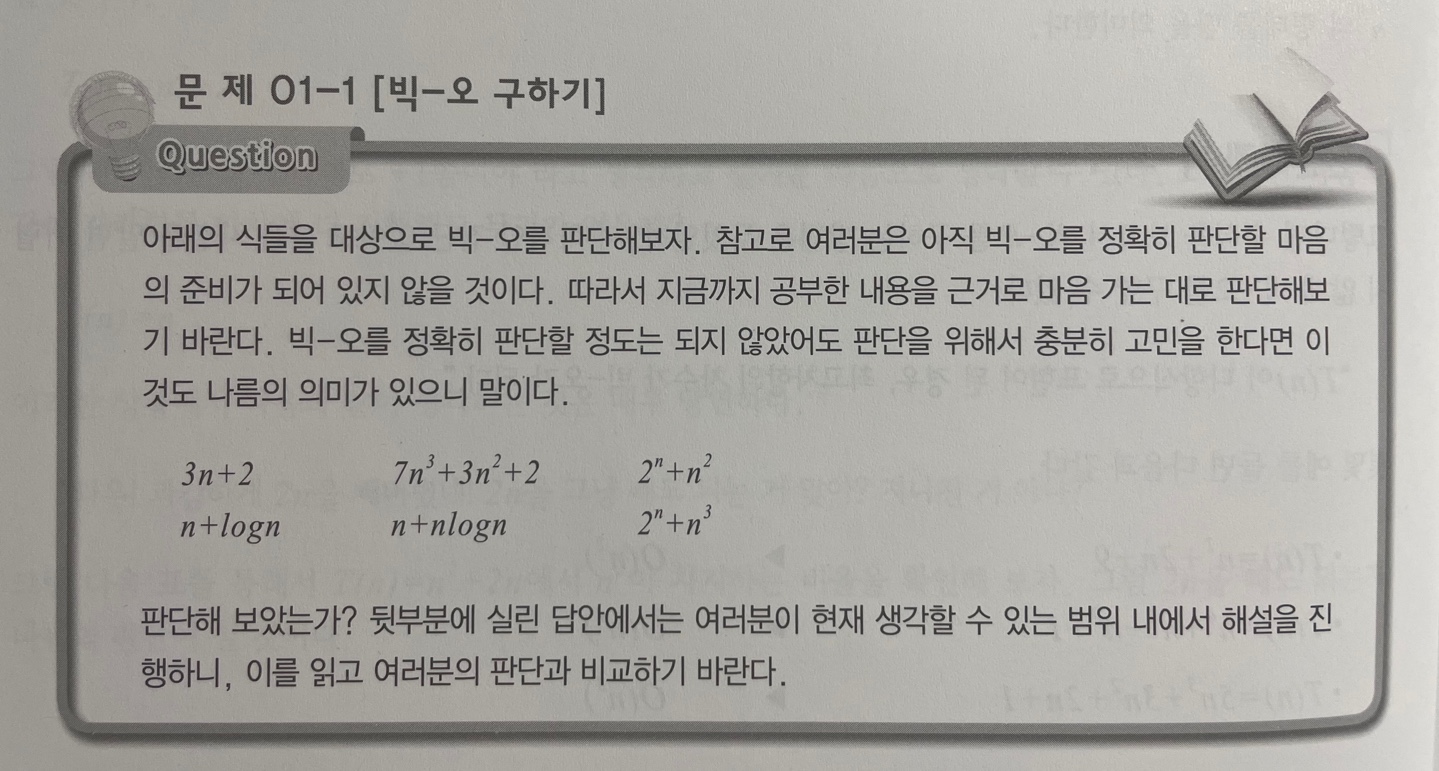 문 제 01-1 [빅-오 구하기]
Question
아래의 식들을 대상으로 빅-오를 판단해보자. 참고로 여러분은 아직 빅-오를 정확히 판단할 마음
의 준비가 되어 있지 않을 것이다. 따라서 지금까지 공부한 내용을 근거로 마음 가는 대로 판단해보
기 바란다. 빅-오를 정확히 판단할 정도는 되지 않았어도 판단을 위해서 충분히 고민을 한다면 이
것도 나름의 의미가 있으니 말이다.
3n+2 7n³+3n²+2 2ⁿ+n²
n+logn n+nlogn 2ⁿ+n³
판단해 보았는가? 뒷부분에 실린 답안에서는 여러분이 현재 생각할 수 있는 범위 내에서 해설을 진
행하니, 이를 읽고 여러분의 판단과 비교하기 바란다.